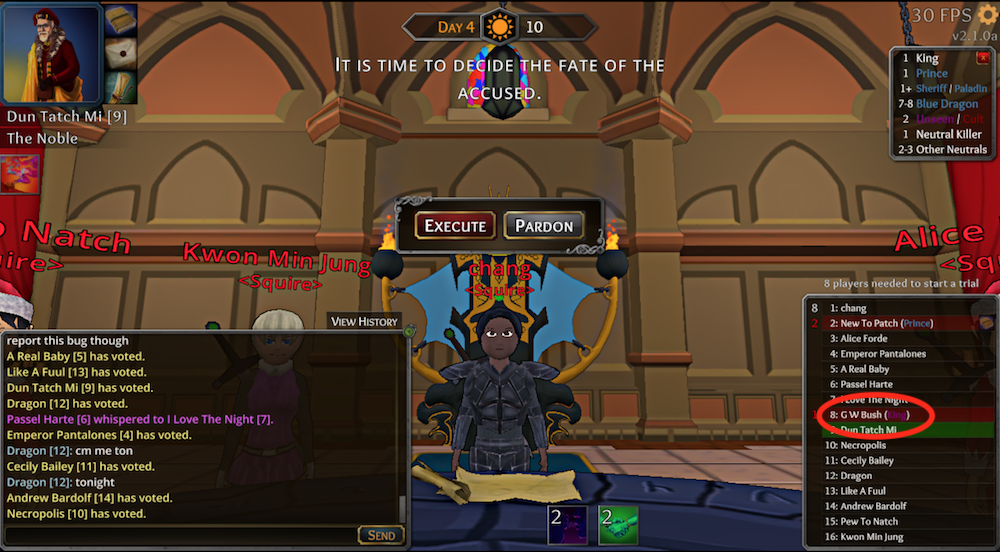 Dun Tatch Mi [9]
The Noble
DAY 4
10
IT IS TIME TO DECIDE THE FATE OF THE
ACCUSED.
30 FPS
v2.1.0a
1 King
1 Prince
1+ Sheriff / Paladin
7-8 Blue Dragon
2 Unseen / Cult
1 Neutral Killer
2-3 Other Neutrals
EXECUTE
PARDON
Natch
Kwon Min Jung
<Squire>
chang
<Squire>
Alice
8 players needed to start a trial
8 1: chang
2 2: New To Patch (Prince)
3: Alice Forde
4: Emperor Pantalones
5: A Real Baby
6: Passel Harte
7: I Love The Night
8: G W Bush (King)
9: Dun Tatch Mi
10: Necropolis
11: Cecily Bailey
12: Dragon
13: Like A Fuul
14: Andrew Bardolf
15: Pew To Natch
16: Kwon Min Jung
VIEW HISTORY
report this bug though
A Real Baby [5] has voted.
Like A Fuul [13] has voted.
Dun Tatch Mi [9] has voted.
Dragon [12] has voted.
Passel Harte [6] whispered to I Love The Night [7].
Emperor Pantalones [4] has voted.
Dragon [12]: cm me ton
Cecily Bailey [11] has voted.
Dragon [12]: tonight
Andrew Bardolf [14] has voted.
Necropolis [10] has voted.
SEND
2
2